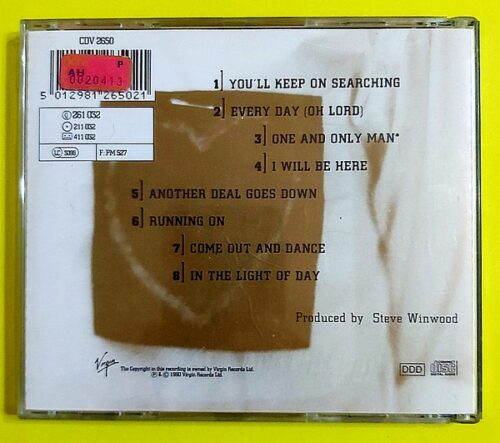 CDV 2650
P
AH
0020413
5 012981 265021
261 032
211 032
411 032
LC 3098
F: PM 527
1 YOU'LL KEEP ON SEARCHING
2 EVERY DAY (OH LORD)
3 ONE AND ONLY MAN*
4 I WILL BE HERE
5 ANOTHER DEAL GOES DOWN
6 RUNNING ON
7 COME OUT AND DANCE
8 IN THE LIGHT OF DAY
Produced by Steve Winwood
Virgin
The Copyright in this recording is owned by Virgin Records Ltd.
℗ & © 1990 Virgin Records Ltd.
DDD
COMPACT disc
DIGITAL AUDIO